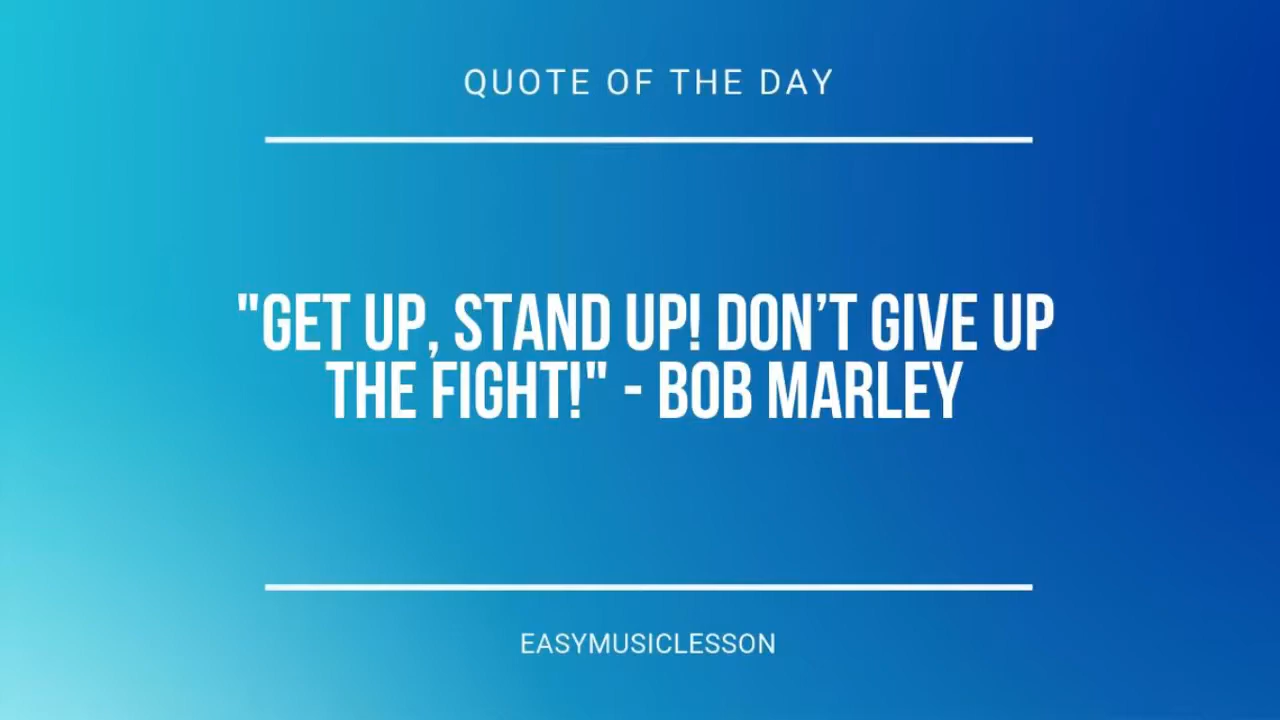 QUOTE OF THE DAY
"GET UP, STAND UP! DON’T GIVE UP
THE FIGHT!" - BOB MARLEY
EASYMUSICLESSON